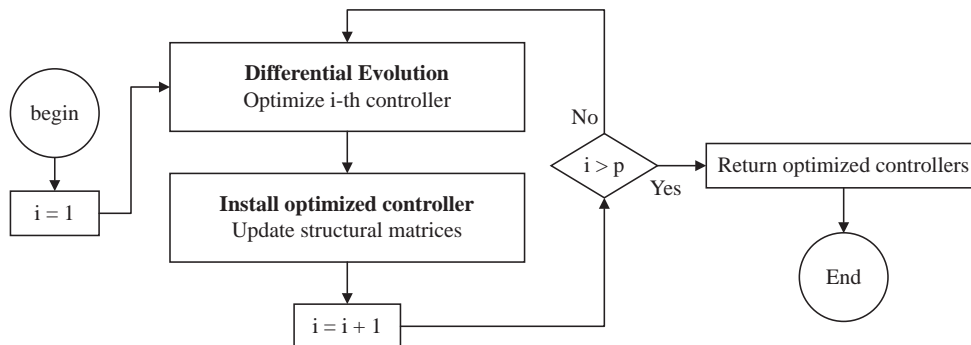 begin
i = 1
Differential Evolution
Optimize i-th controller
Install optimized controller
Update structural matrices
i = i + 1
No
i > p
Yes
Return optimized controllers
End